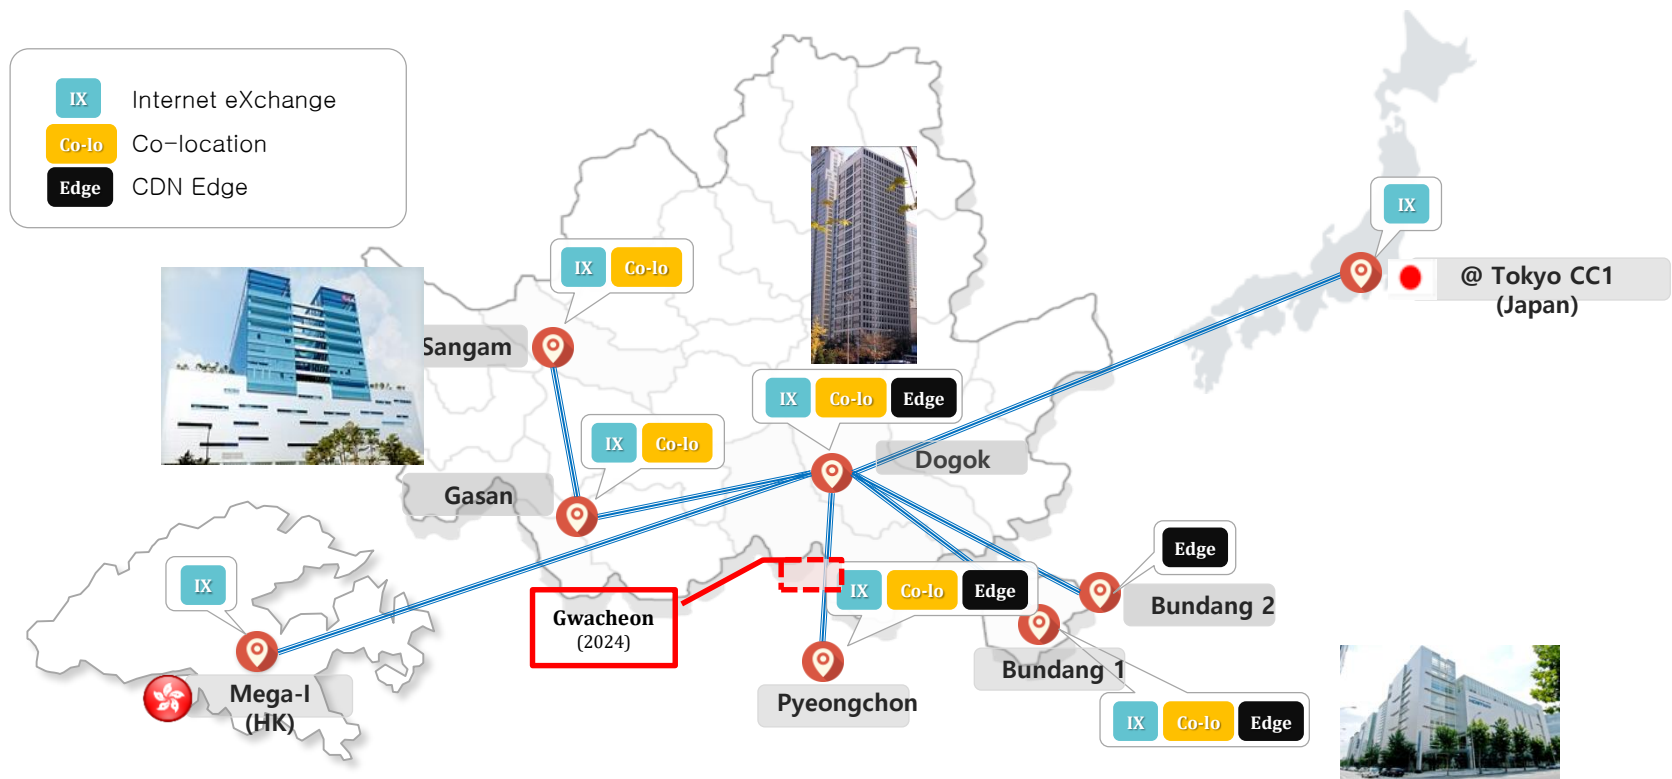 IX Internet eXchange
Co-lo Co-location
Edge CDN Edge
IX
@ Tokyo CC1
(Japan)
IX Co-lo
Sangam
IX Co-lo Edge
Dogok
IX Co-lo
Gasan
Edge
Bundang 2
IX
Mega-I
(HK)
Gwacheon
(2024)
IX Co-lo Edge
Pyeongchon
Bundang 1
IX Co-lo Edge